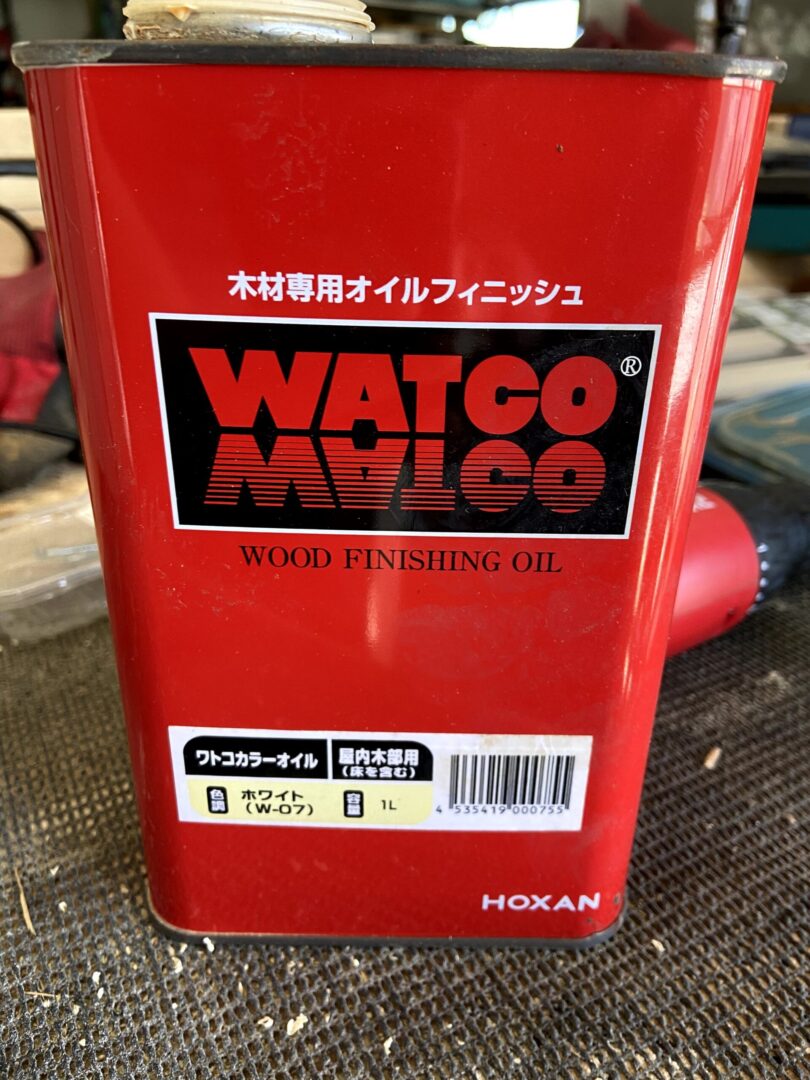 木材専用オイルフィニッシュ
WATCO®
WATCO
WOOD FINISHING OIL
ワトコカラーオイル
屋内木部用
(床を含む)
色調
ホワイト
(W-07)
容量
1L
4 535419 000755
HOXAN